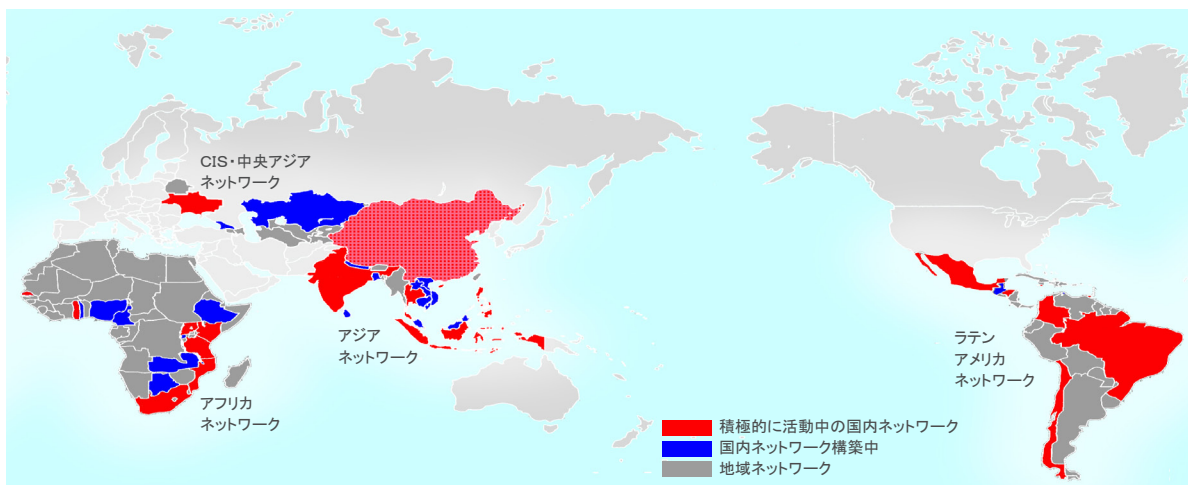 CIS・中央アジア
ネットワーク
アジア
ネットワーク
アフリカ
ネットワーク
ラテン
アメリカ
ネットワーク
積極的に活動中の国内ネットワーク
国内ネットワーク構築中
地域ネットワーク